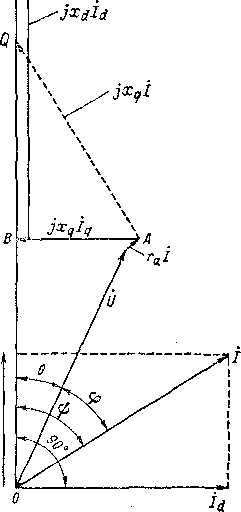 jx_d İ_d
Q
jx_q İ
jx_q İ_q
B
A
r_a İ
U̇
İ
θ
φ
ψ
90°
0
İ_d